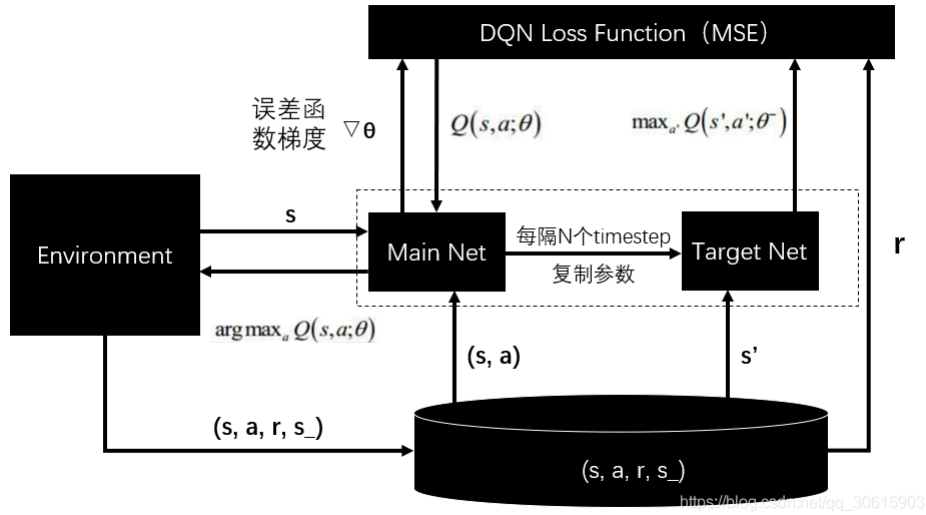 DQN Loss Function（MSE）
误差函
数梯度 ▽θ
Q(s,a;θ)
max_a' Q(s',a';θ⁻)
Environment
s
Main Net
每隔N个timestep
复制参数
Target Net
r
arg max_a Q(s,a;θ)
(s, a)
s’
(s, a, r, s_)
(s, a, r, s_)
https://blog.csdn.net/qq_30615903